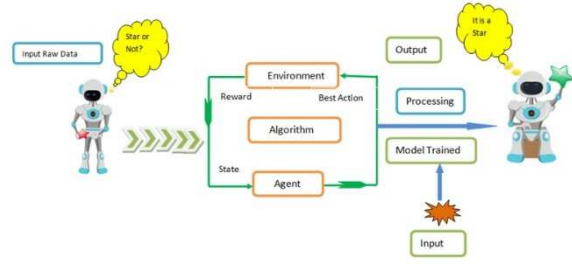 Star or
Not?
Input Raw Data
Environment
Reward
Best Action
Algorithm
State
Agent
Output
Processing
Model Trained
Input
It is a
Star